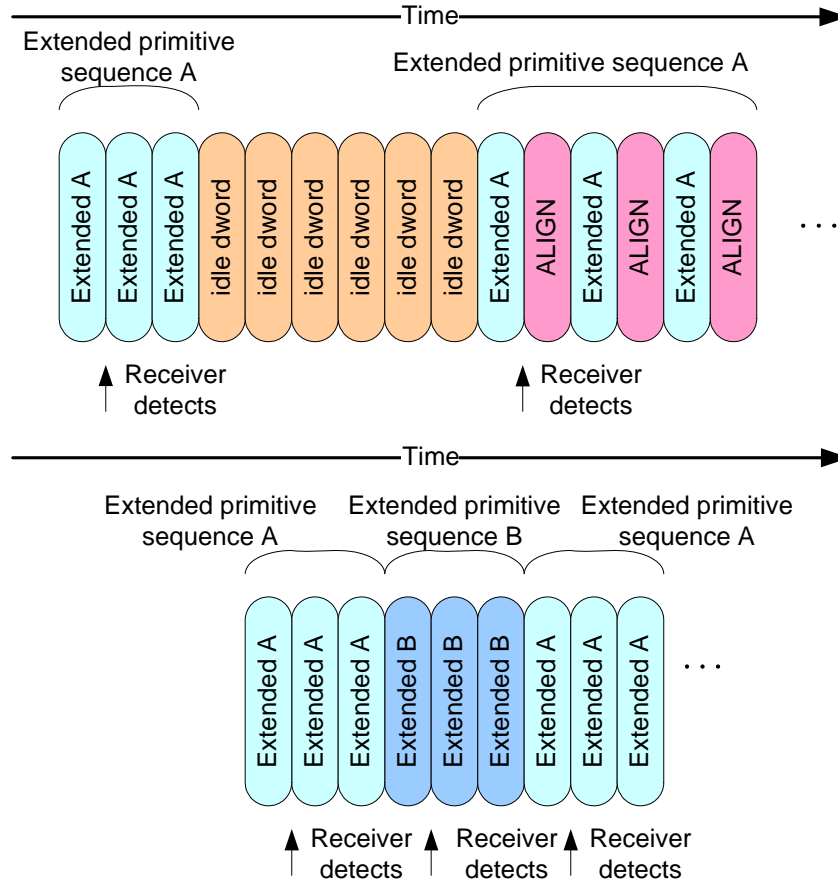 Time
Extended primitive
sequence A
Extended primitive sequence A
Extended A
Extended A
Extended A
idle dword
idle dword
idle dword
idle dword
idle dword
idle dword
Extended A
ALIGN
Extended A
ALIGN
Extended A
ALIGN
. . .
Receiver
detects
Receiver
detects
Time
Extended primitive
sequence A
Extended primitive
sequence B
Extended primitive
sequence A
Extended A
Extended A
Extended A
Extended B
Extended B
Extended B
Extended A
Extended A
Extended A
. . .
Receiver
detects
Receiver
detects
Receiver
detects